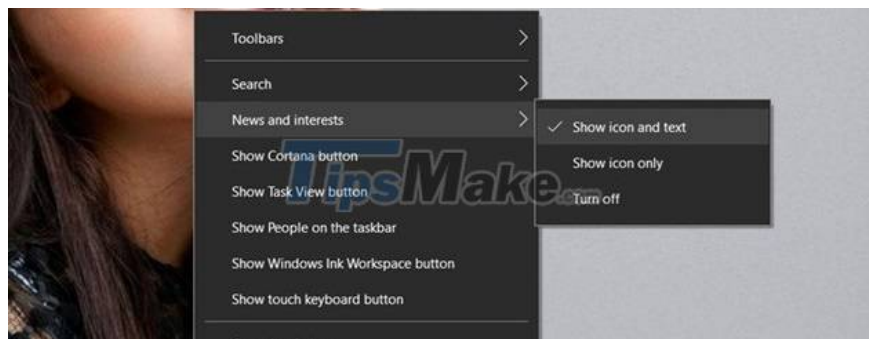 Toolbars
Search
News and interests
Show Cortana button
Show Task View button
Show People on the taskbar
Show Windows Ink Workspace button
Show touch keyboard button
Show icon and text
Show icon only
Turn off
TipsMake.com